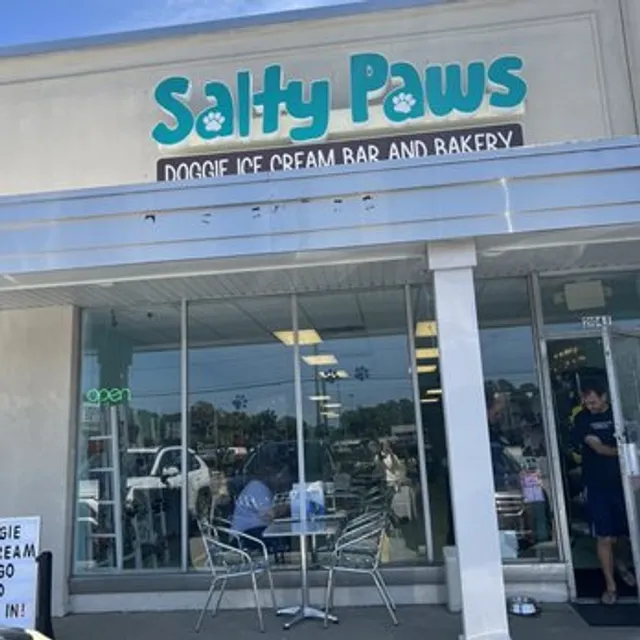 Salty Paws
DOGGIE ICE CREAM BAR AND BAKERY
open
GIE
REAM
GO
IN!